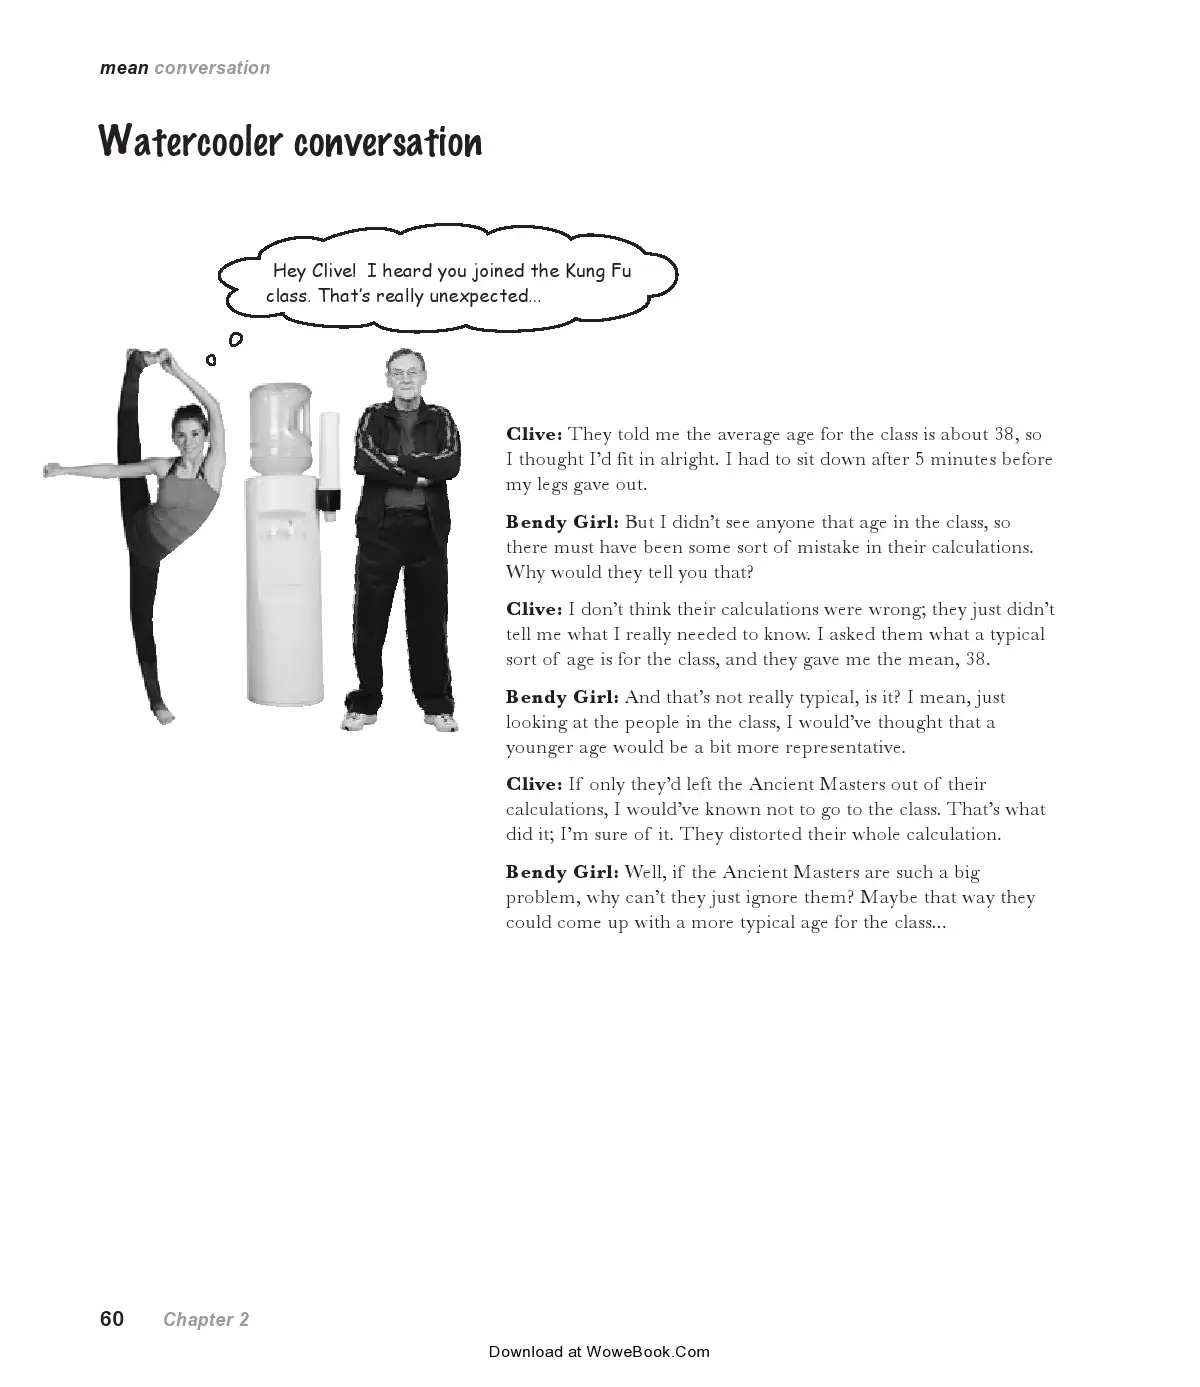 mean conversation
Watercooler conversation
Hey Clive! I heard you joined the Kung Fu
class. That's really unexpected...
Clive: They told me the average age for the class is about 38, so
I thought I'd fit in alright. I had to sit down after 5 minutes before
my legs gave out.
Bendy Girl: But I didn't see anyone that age in the class, so
there must have been some sort of mistake in their calculations.
Why would they tell you that?
Clive: I don't think their calculations were wrong; they just didn't
tell me what I really needed to know. I asked them what a typical
sort of age is for the class, and they gave me the mean, 38.
Bendy Girl: And that's not really typical, is it? I mean, just
looking at the people in the class, I would've thought that a
younger age would be a bit more representative.
Clive: If only they'd left the Ancient Masters out of their
calculations, I would've known not to go to the class. That's what
did it; I'm sure of it. They distorted their whole calculation.
Bendy Girl: Well, if the Ancient Masters are such a big
problem, why can't they just ignore them? Maybe that way they
could come up with a more typical age for the class...
60 Chapter 2
Download at WoweBook.Com